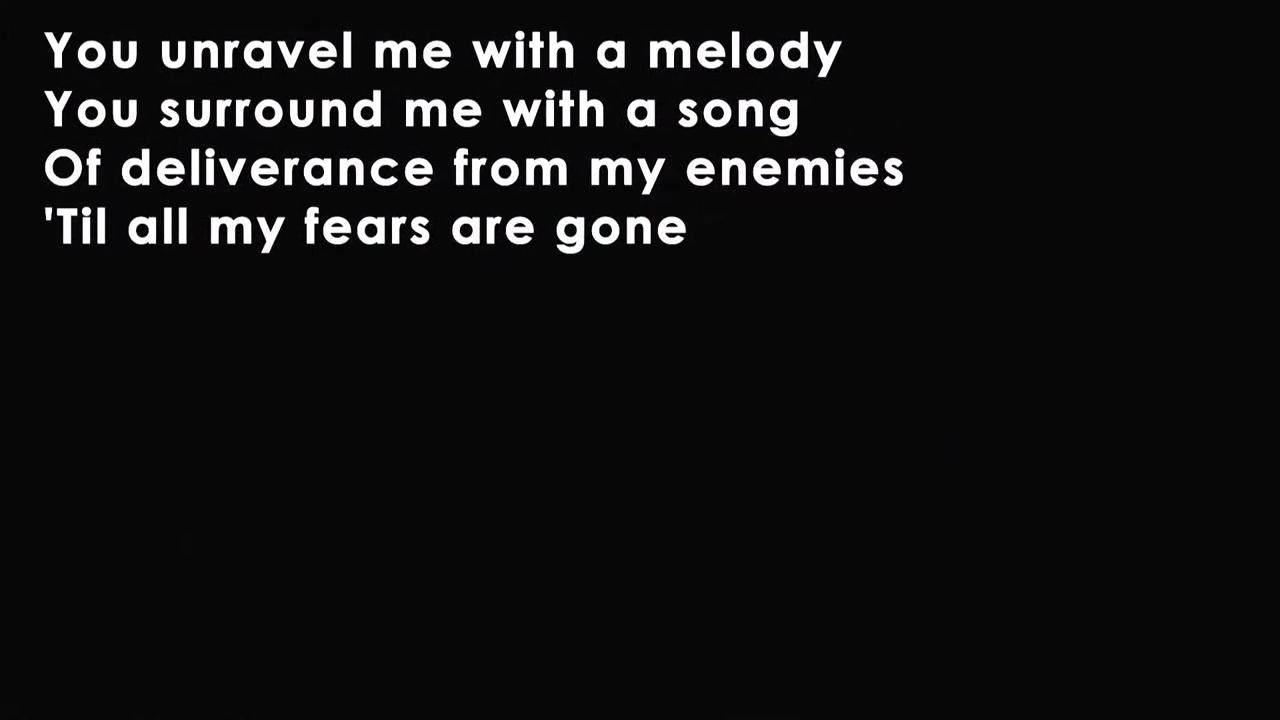 You unravel me with a melody
You surround me with a song
Of deliverance from my enemies
'Til all my fears are gone